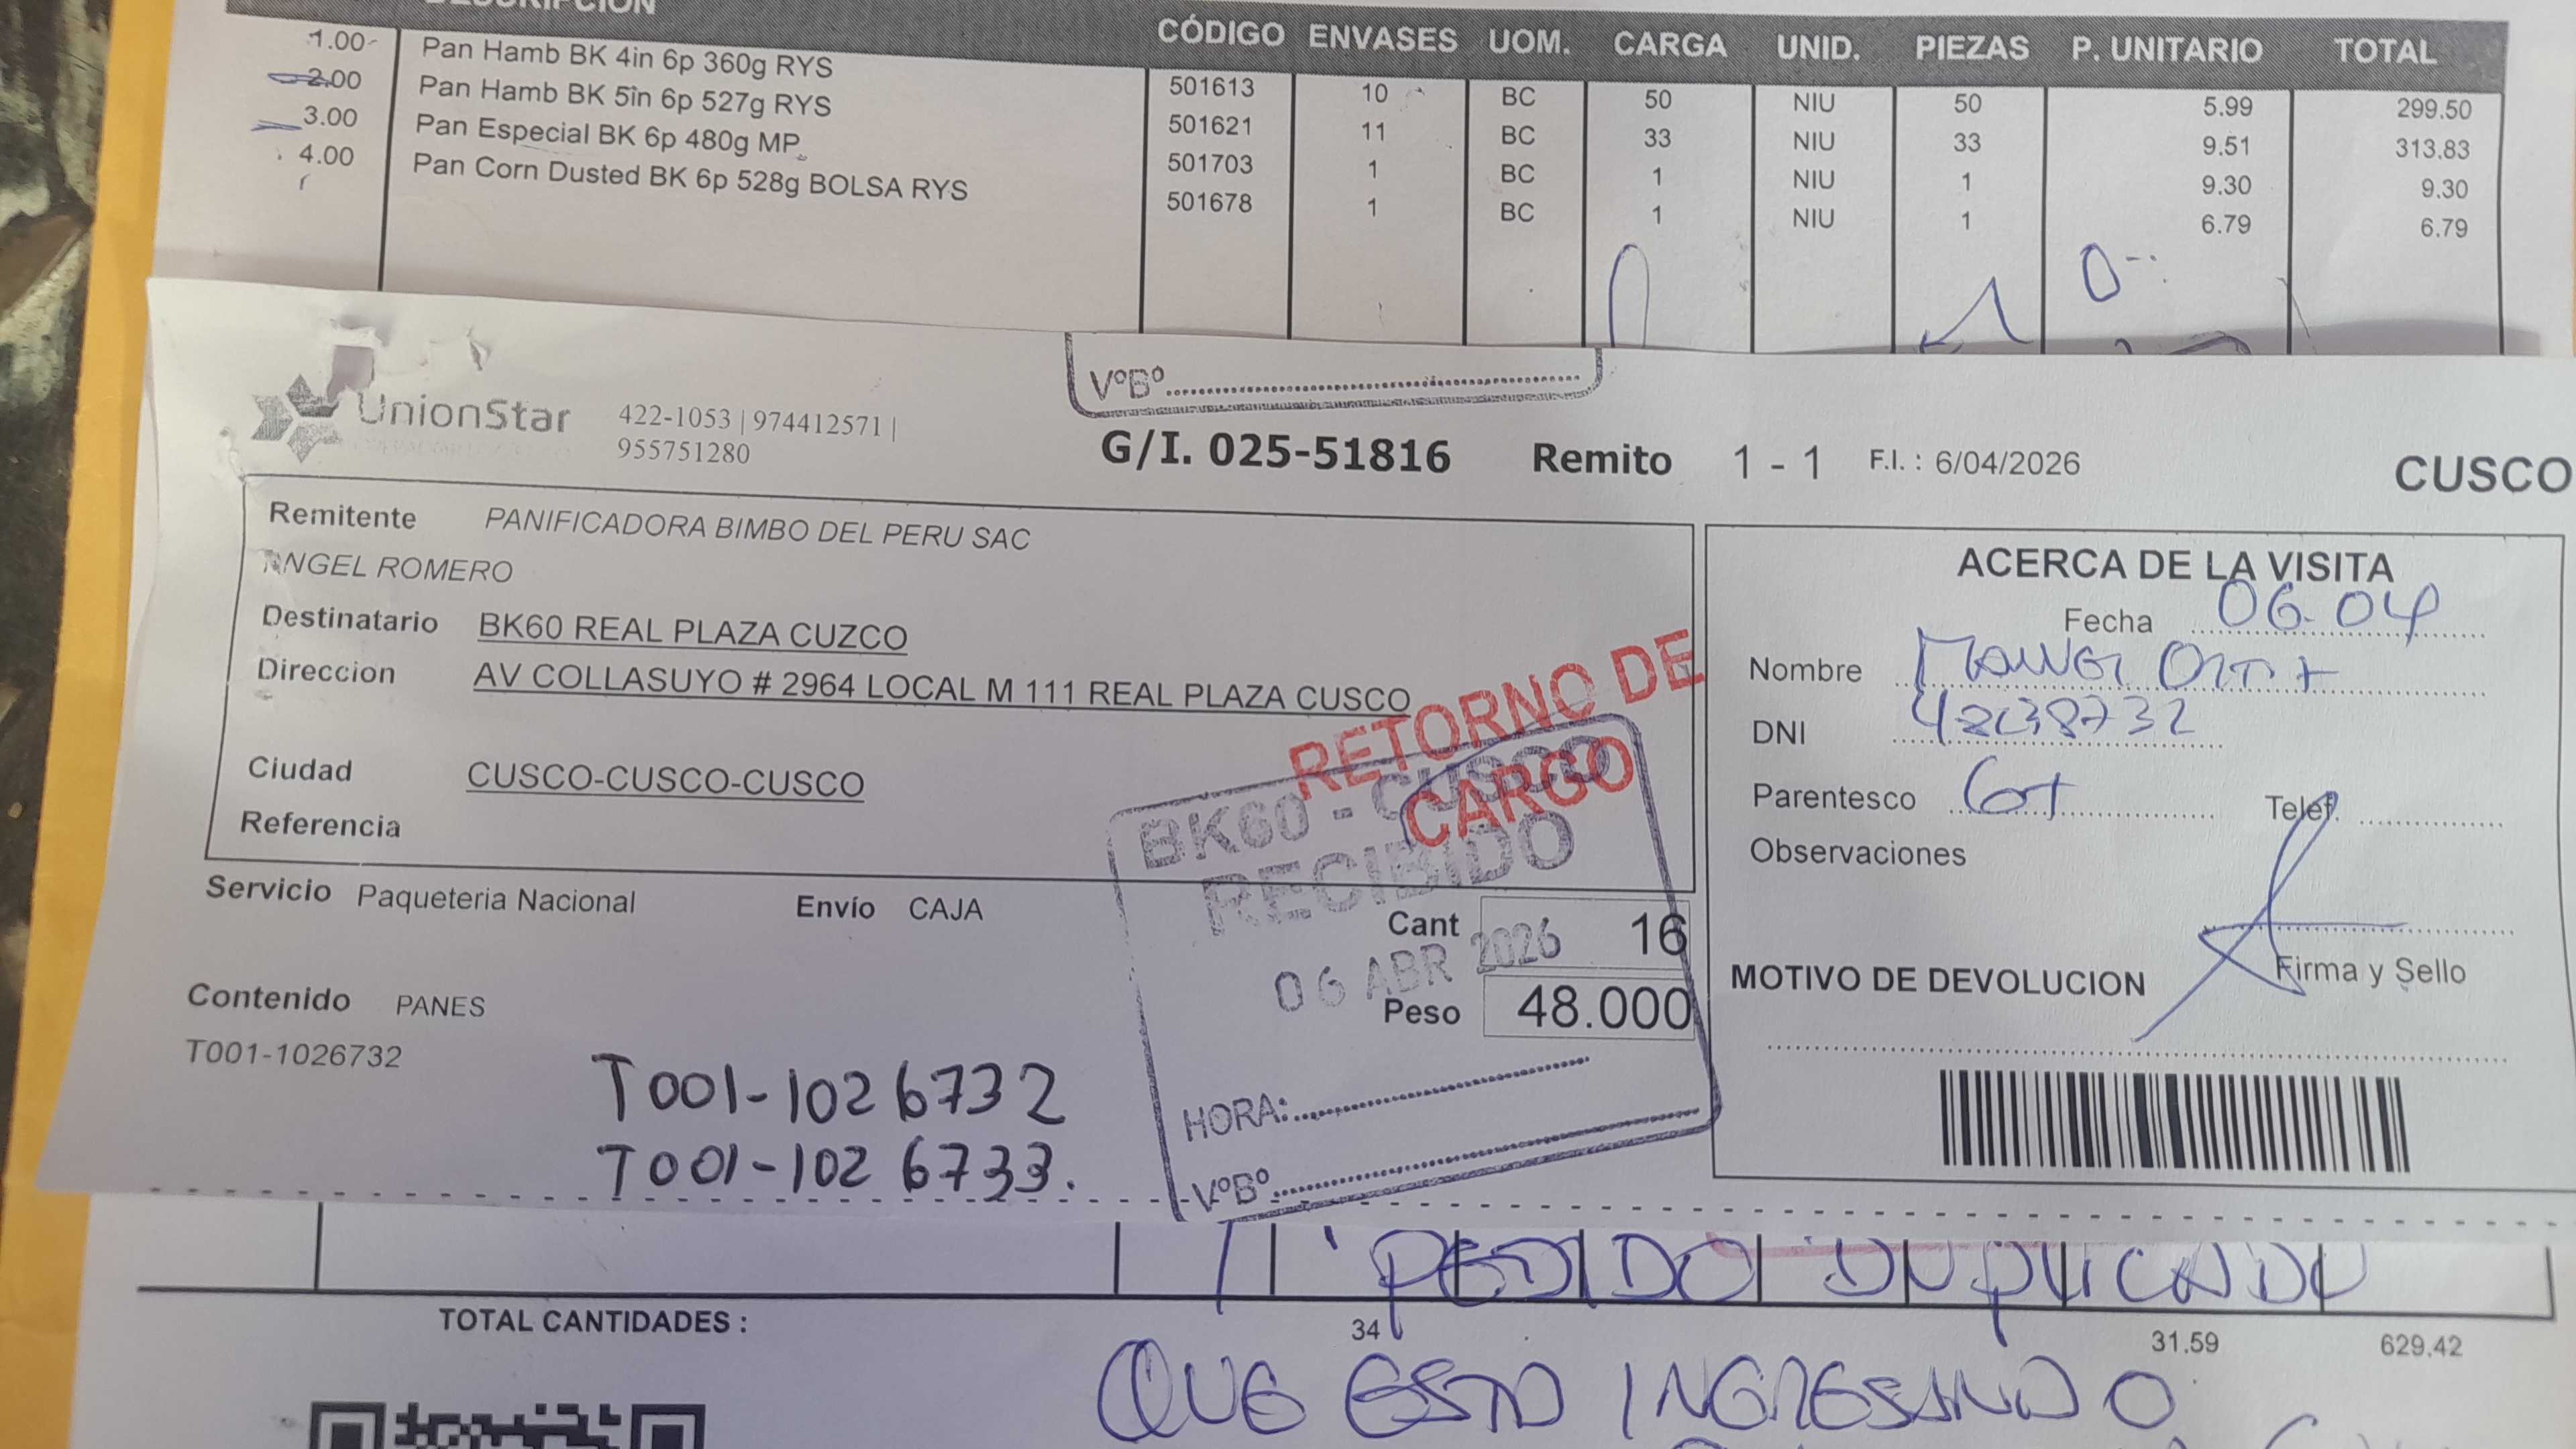 DESCRIPCIÓN CÓDIGO ENVASES UOM. CARGA UNID. PIEZAS P. UNITARIO TOTAL
1.00 Pan Hamb BK 4in 6p 360g RYS 501613 10 BC 50 NIU 50 5.99 299.50
2.00 Pan Hamb BK 5in 6p 527g RYS 501621 11 BC 33 NIU 33 9.51 313.83
3.00 Pan Especial BK 6p 480g MP 501703 1 BC 1 NIU 1 9.30 9.30
4.00 Pan Corn Dusted BK 6p 528g BOLSA RYS 501678 1 BC 1 NIU 1 6.79 6.79
VºBº
UnionStar 422-1053 | 974412571 |
955751280
G/I. 025-51816 Remito 1 - 1 F.I. : 6/04/2026 CUSCO
Remitente PANIFICADORA BIMBO DEL PERU SAC
ANGEL ROMERO
Destinatario BK60 REAL PLAZA CUZCO
Direccion AV COLLASUYO # 2964 LOCAL M 111 REAL PLAZA CUSCO
Ciudad CUSCO-CUSCO-CUSCO
Referencia
RETORNO DE
CARGO
BK60 - CUSCO
RECIBIDO
06 ABR 2026
HORA:
VºBº
Servicio Paqueteria Nacional Envío CAJA Cant 16
Peso 48.000
Contenido PANES
T001-1026732
T001-1026732
T001-1026733.
ACERCA DE LA VISITA
Fecha 06-04
Nombre
DNI
Parentesco Telef.
Observaciones
Firma y Sello
MOTIVO DE DEVOLUCION
PEDIDO DUPLICADO
TOTAL CANTIDADES : 34 31.59 629.42
QUE ESTA INGRESANDO